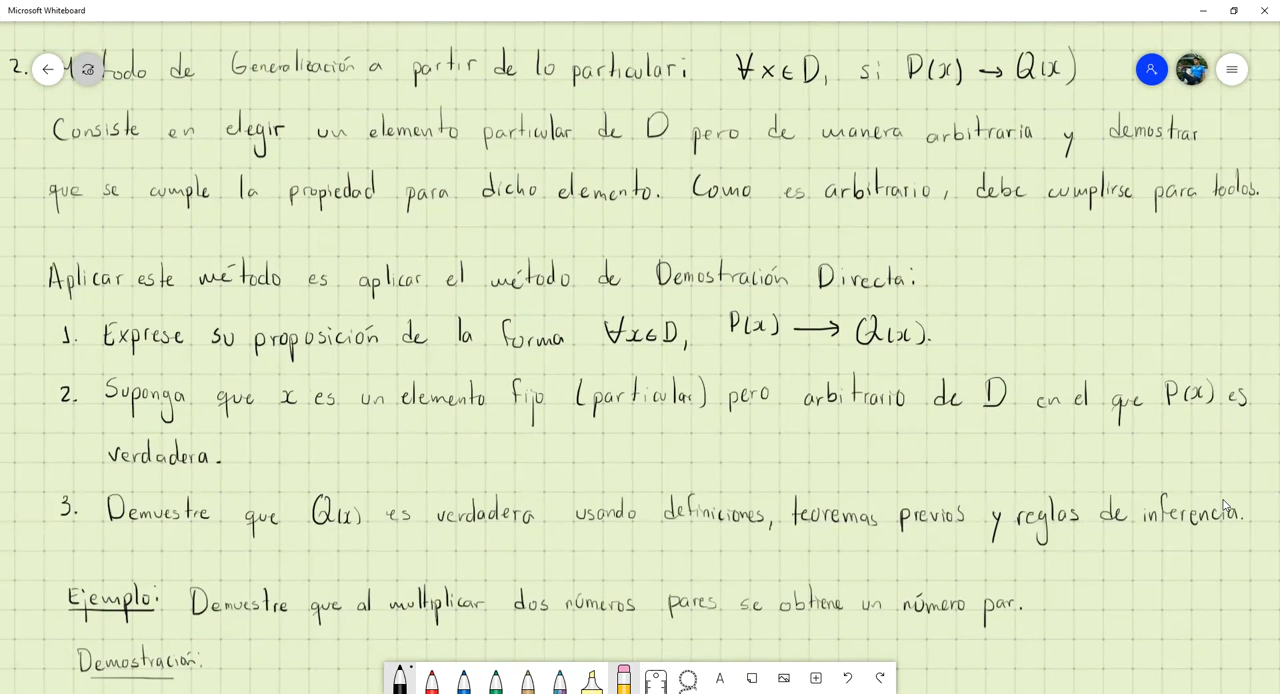 Microsoft Whiteboard
2. Método de Generalización a partir de lo particular: ∀x∈D, si P(x) → Q(x)
Consiste en elegir un elemento particular de D pero de manera arbitraria y demostrar
que se cumple la propiedad para dicho elemento. Como es arbitrario, debe cumplirse para todos.
Aplicar este método es aplicar el método de Demostración Directa:
1. Exprese su proposición de la forma ∀x∈D, P(x) → Q(x).
2. Suponga que x es un elemento fijo (particular) pero arbitrario de D en el que P(x) es
verdadera.
3. Demuestre que Q(x) es verdadera usando definiciones, teoremas previos y reglas de inferencia.
Ejemplo: Demuestre que al multiplicar dos números pares se obtiene un número par.
Demostración: